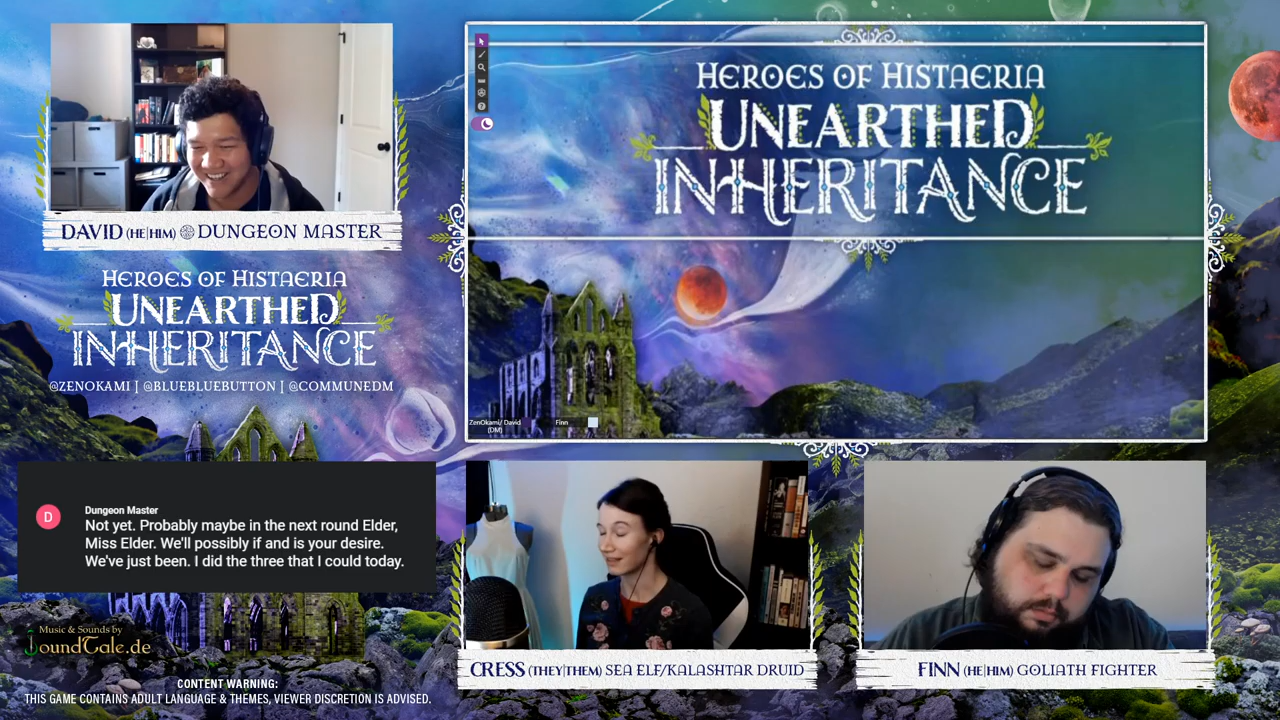 DAVID (HE|HIM) DUNGEON MASTER
HEROES OF HISTAERIA
UNEARTHED
INHERITANCE
@ZENOKAMI | @BLUEBLUEBUTTON | @COMMUNEDM
HEROES OF HISTAERIA
UNEARTHED
INHERITANCE
ZenOkami/ David
(DM)
Finn
D
Dungeon Master
Not yet. Probably maybe in the next round Elder,
Miss Elder. We'll possibly if and is your desire.
We've just been. I did the three that I could today.
Music & Sounds by
SoundTale.de
CONTENT WARNING:
THIS GAME CONTAINS ADULT LANGUAGE & THEMES, VIEWER DISCRETION IS ADVISED.
CRESS (THEY|THEM) SEA ELF/KALASHTAR DRUID
FINN (HE|HIM) GOLIATH FIGHTER